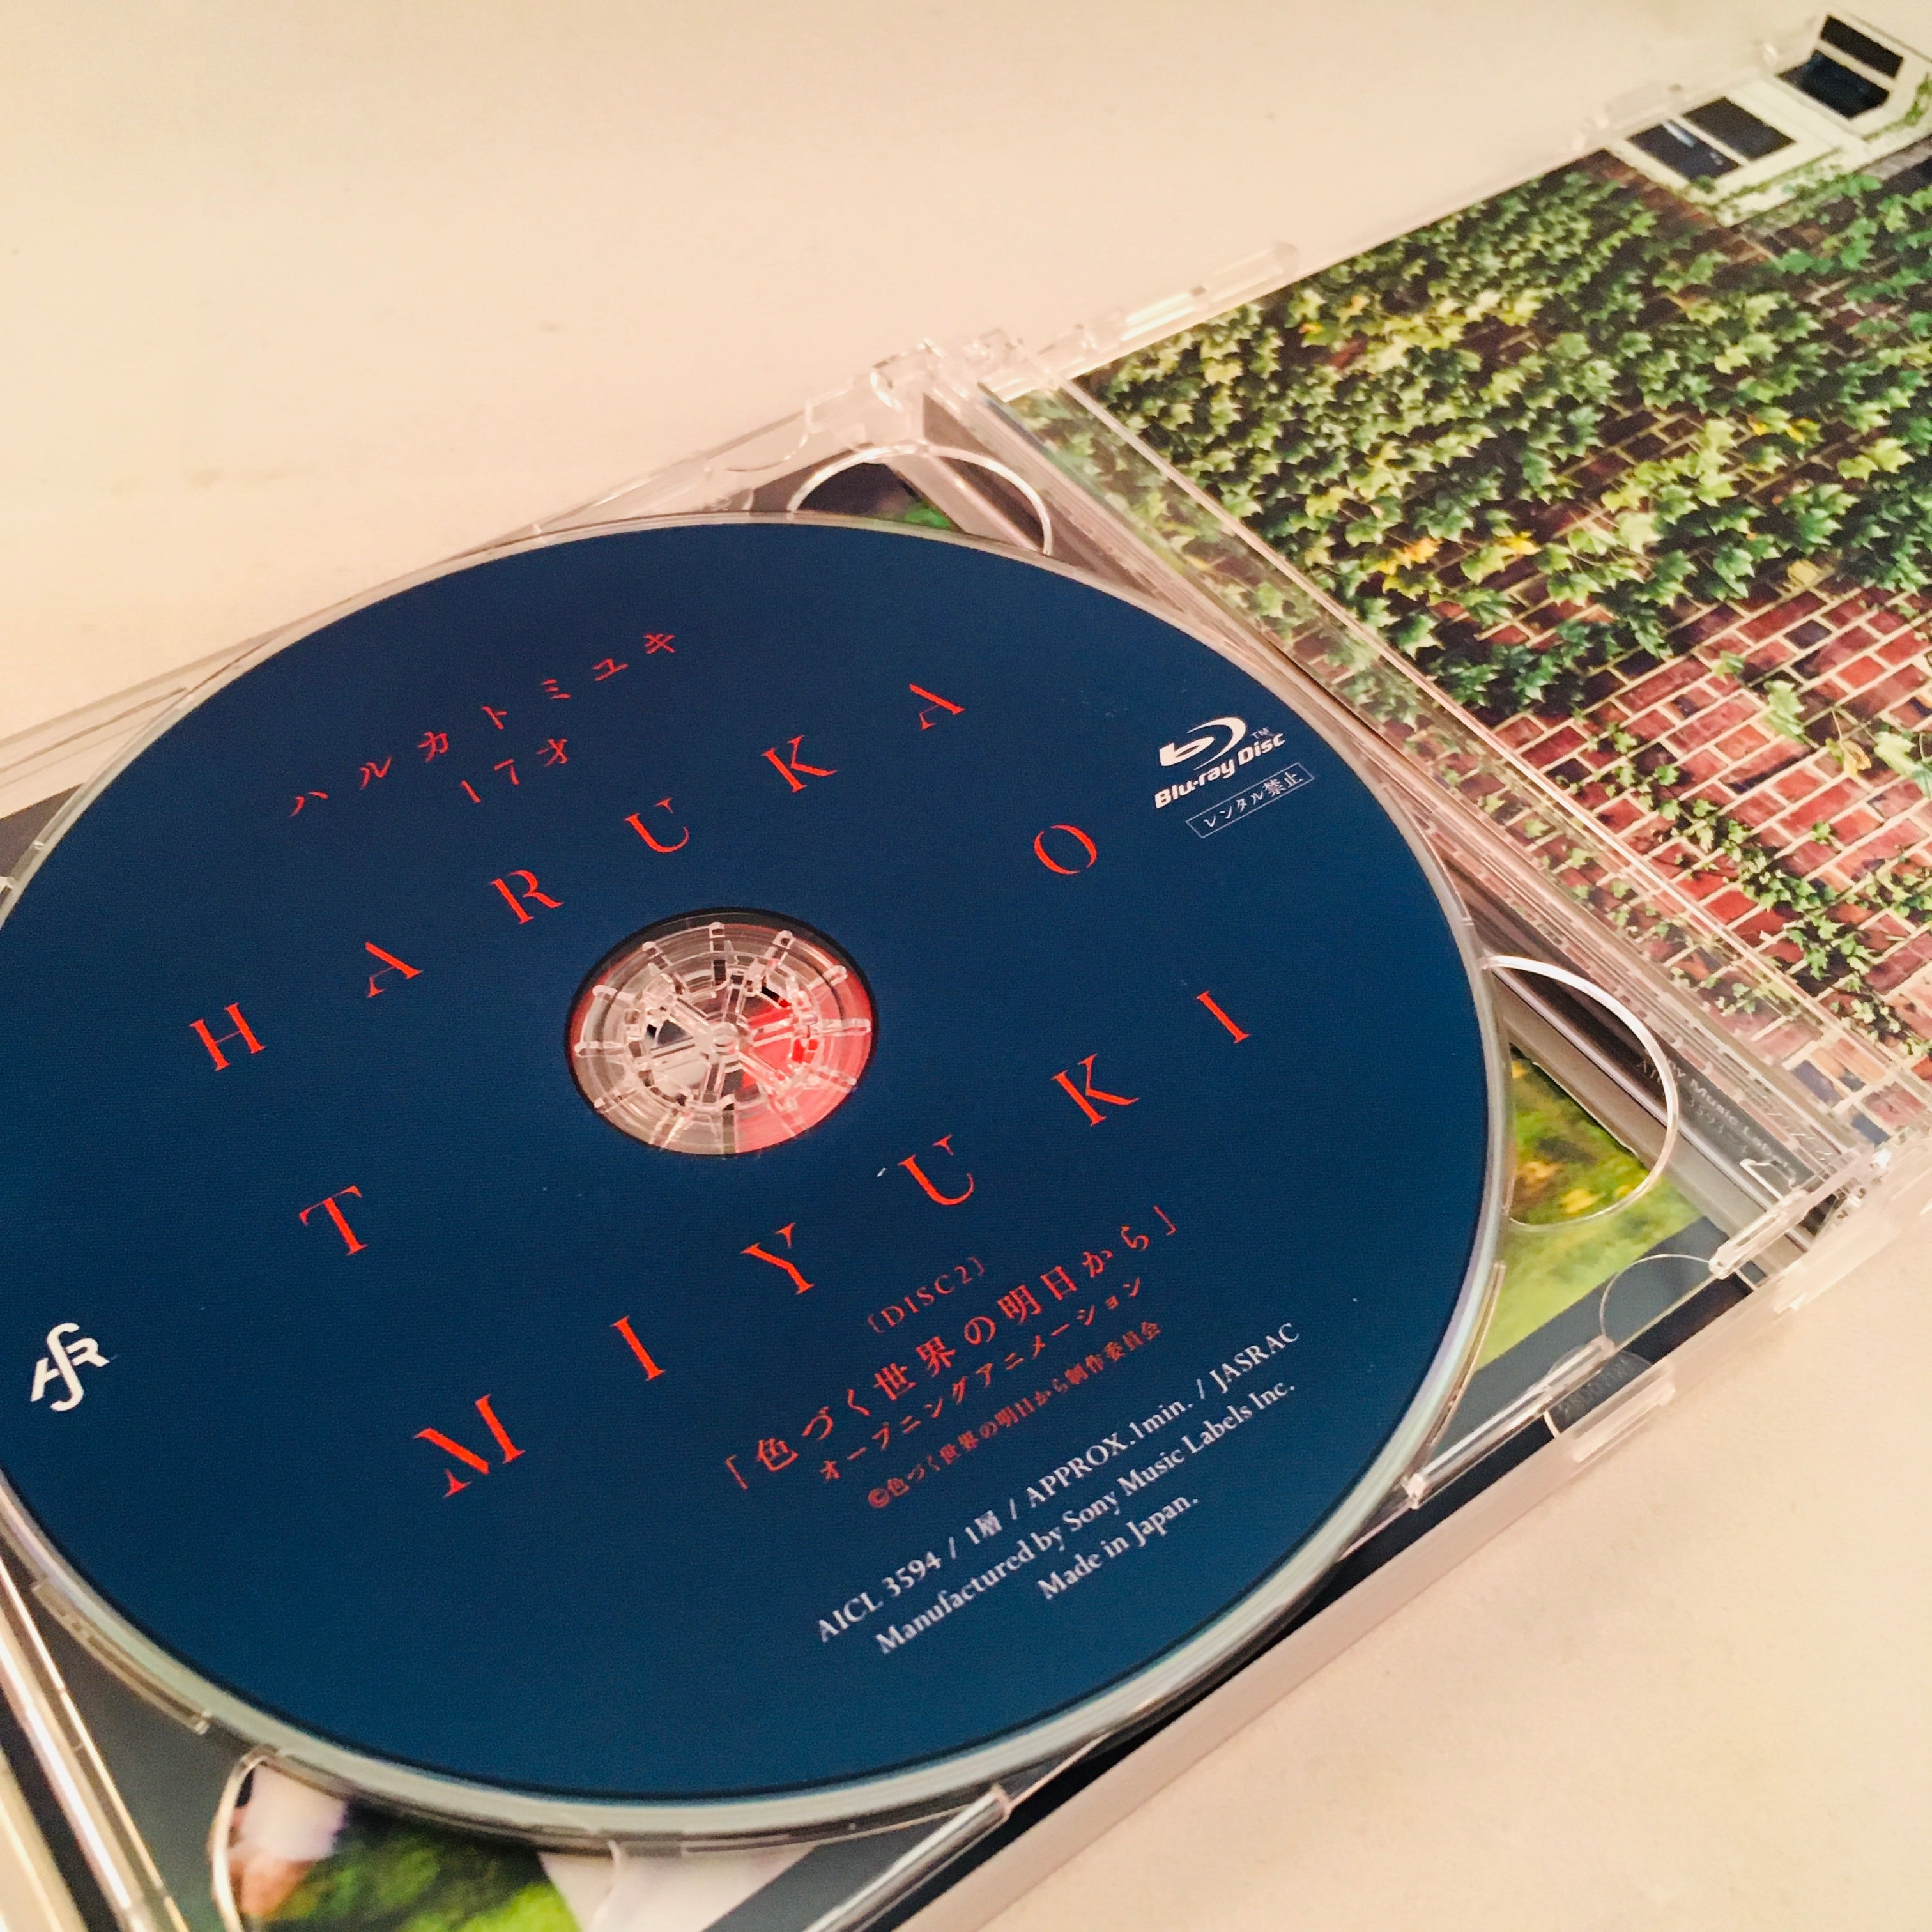 ハルカトミユキ
17才
HARUKA
TO
MIYUKI
Blu-ray Disc™
レンタル禁止
〔DISC2〕
「色づく世界の明日から」
オープニングアニメーション
©色づく世界の明日から製作委員会
AICL 3594 / 1層 / APPROX.1min. / JASRAC
Manufactured by Sony Music Labels Inc.
Made in Japan.